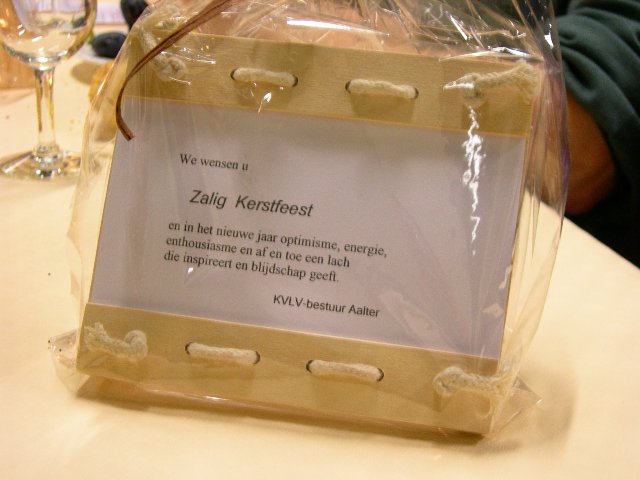 We wensen u
Zalig Kerstfeest
en in het nieuwe jaar optimisme, energie,
enthousiasme en af en toe een lach
die inspireert en blijdschap geeft.
KVLV-bestuur Aalter